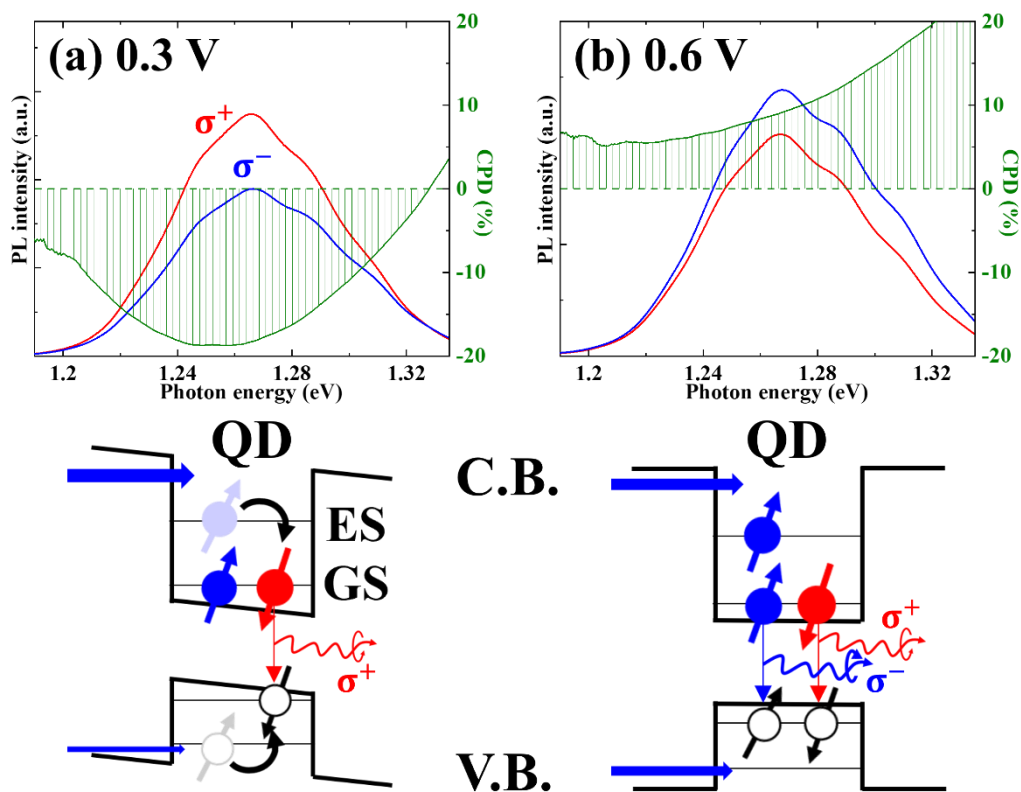 (a) 0.3 V
σ⁺
σ⁻
PL intensity (a.u.)
20
10
0
-10
-20
CPD (%)
1.2
1.24
1.28
1.32
Photon energy (eV)
(b) 0.6 V
PL intensity (a.u.)
20
10
0
-10
-20
CPD (%)
1.2
1.24
1.28
1.32
Photon energy (eV)
QD
ES
GS
σ⁺
C.B.
V.B.
QD
σ⁺
σ⁻